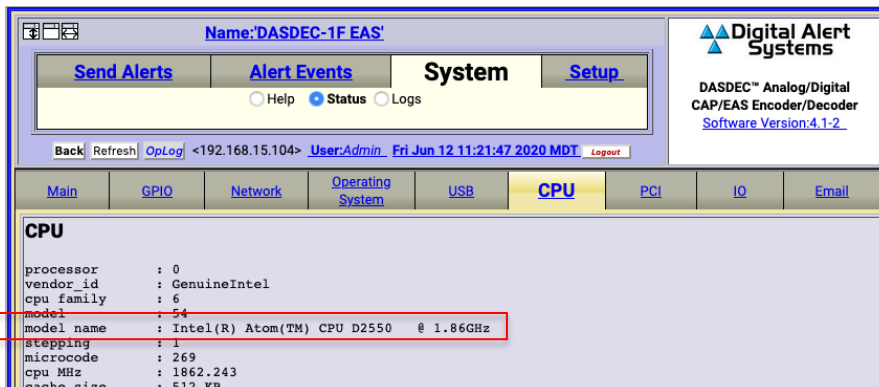 Name:'DASDEC-1F EAS'
Send Alerts Alert Events System Setup
Help Status Logs
Back Refresh OpLog <192.168.15.104> User:Admin Fri Jun 12 11:21:47 2020 MDT Logout
Digital Alert
Systems
DASDEC™ Analog/Digital
CAP/EAS Encoder/Decoder
Software Version:4.1-2
Main GPIO Network Operating System USB CPU PCI IO Email
CPU
processor : 0
vendor_id : GenuineIntel
cpu family : 6
model : 54
model name : Intel(R) Atom(TM) CPU D2550 @ 1.86GHz
stepping : 1
microcode : 269
cpu MHz : 1862.243
cache size : 512 KB